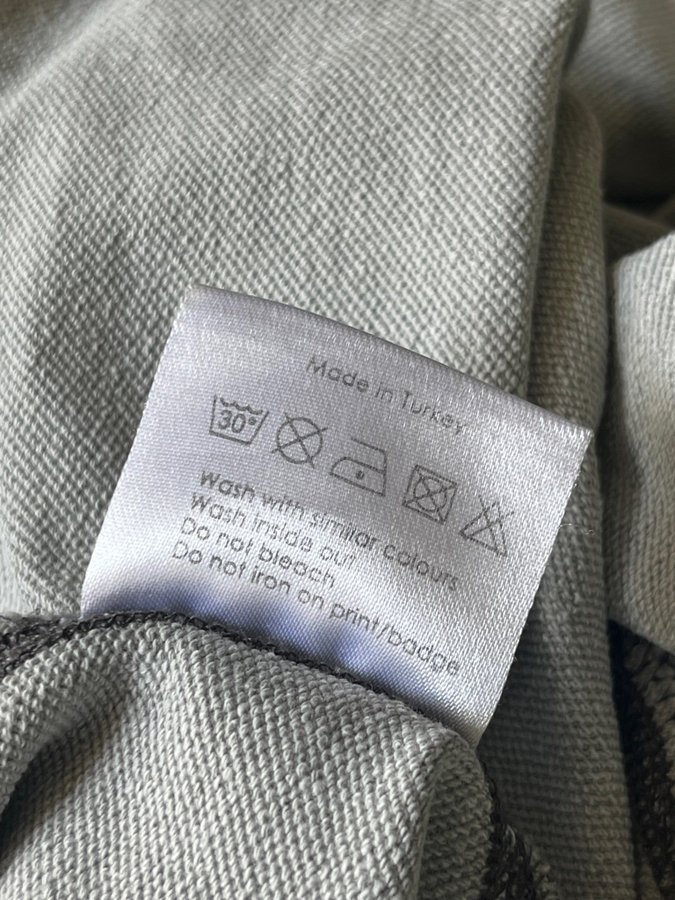 Made in Turkey
30°
Wash with similar colours
Wash inside out
Do not bleach
Do not iron on print/badge